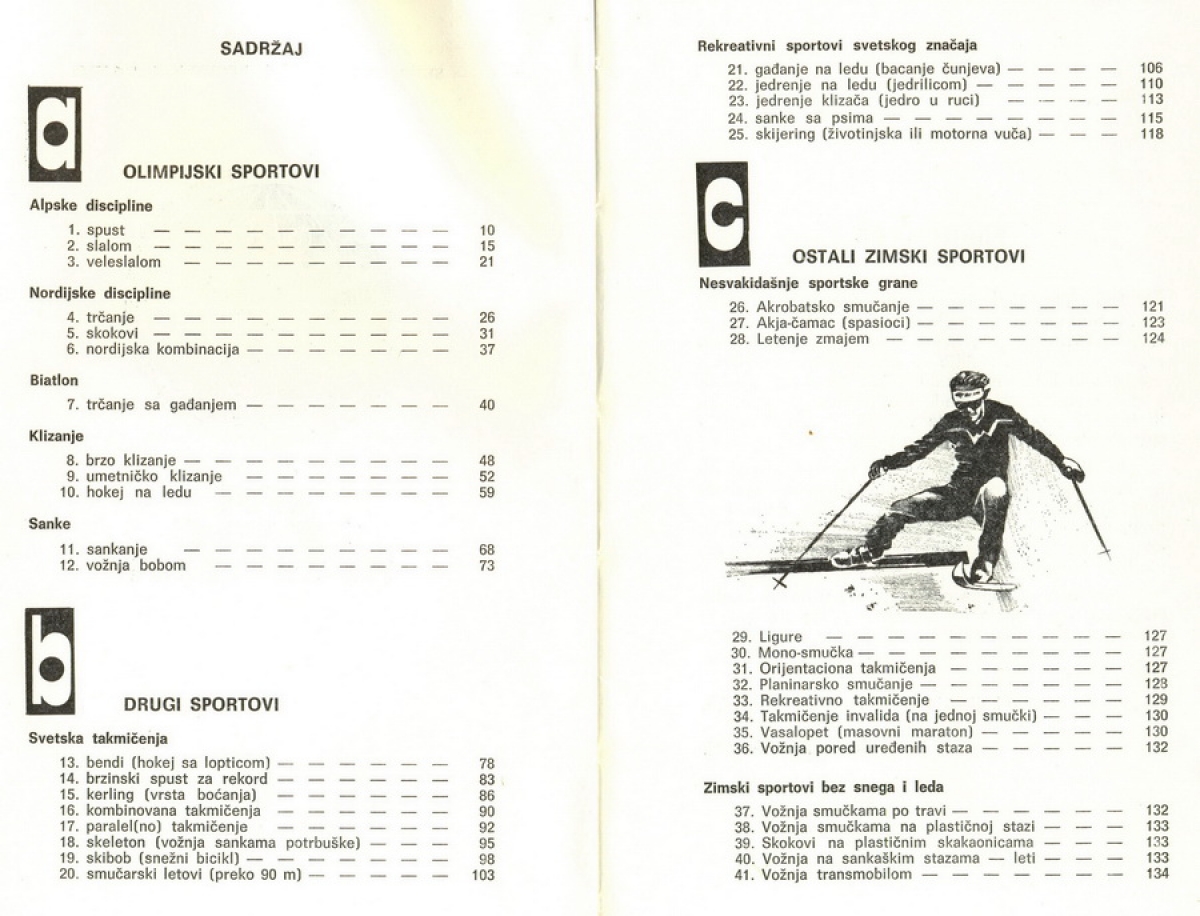 SADRŽAJ
a
OLIMPIJSKI SPORTOVI
Alpske discipline
1. spust — — — — — — — — — — 10
2. slalom — — — — — — — — — — 15
3. veleslalom — — — — — — — — — 21
Nordijske discipline
4. trčanje — — — — — — — — — — 26
5. skokovi — — — — — — — — — — 31
6. nordijska kombinacija — — — — — — — 37
Biatlon
7. trčanje sa gađanjem — — — — — — — 40
Klizanje
8. brzo klizanje — — — — — — — — — 48
9. umetničko klizanje — — — — — — — 52
10. hokej na ledu — — — — — — — — 59
Sanke
11. sankanje — — — — — — — — — 68
12. vožnja bobom — — — — — — — — 73
b
DRUGI SPORTOVI
Svetska takmičenja
13. bendi (hokej sa lopticom) — — — — — — 78
14. brzinski spust za rekord — — — — — — 83
15. kerling (vrsta boćanja) — — — — — — 86
16. kombinovana takmičenja — — — — — — 90
17. paralel(no) takmičenje — — — — — — 92
18. skeleton (vožnja sankama potrbuške) — — — 95
19. skibob (snežni bicikl) — — — — — — — 98
20. smučarski letovi (preko 90 m) — — — — — 103
Rekreativni sportovi svetskog značaja
21. gađanje na ledu (bacanje čunjeva) — — — — 106
22. jedrenje na ledu (jedrilicom) — — — — — 110
23. jedrenje klizača (jedro u ruci) — — — — 113
24. sanke sa psima — — — — — — — — 115
25. skijering (životinjska ili motorna vuča) — — — 118
c
OSTALI ZIMSKI SPORTOVI
Nesvakidašnje sportske grane
26. Akrobatsko smučanje — — — — — — — 121
27. Akja-čamac (spasioci) — — — — — — — 123
28. Letenje zmajem — — — — — — — — 124
29. Ligure — — — — — — — — — — 127
30. Mono-smučka — — — — — — — — — 127
31. Orijentaciona takmičenja — — — — — — 127
32. Planinarsko smučanje — — — — — — — 128
33. Rekreativno takmičenje — — — — — — 129
34. Takmičenje invalida (na jednoj smučki) — — — 130
35. Vasalopet (masovni maraton) — — — — — 130
36. Vožnja pored uređenih staza — — — — — 132
Zimski sportovi bez snega i leda
37. Vožnja smučkama po travi — — — — — — 132
38. Vožnja smučkama na plastičnoj stazi — — — 133
39. Skokovi na plastičnim skakaonicama — — — 133
40. Vožnja na sankaškim stazama — leti — — — 133
41. Vožnja transmobilom — — — — — — — 134